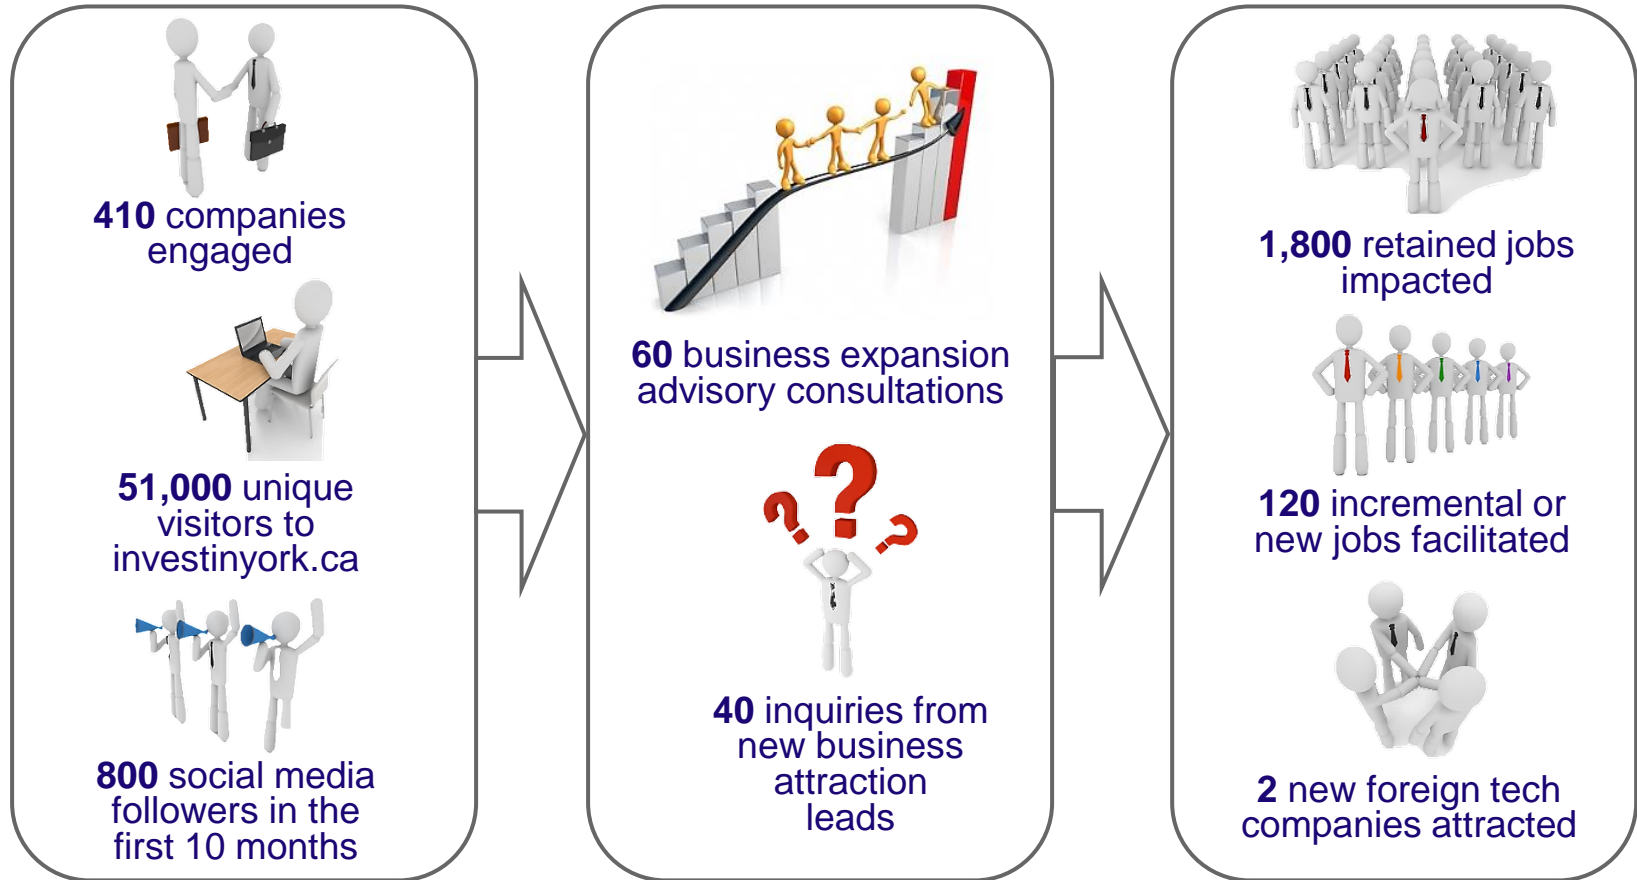 410 companies
engaged
51,000 unique
visitors to
investinyork.ca
800 social media
followers in the
first 10 months
60 business expansion
advisory consultations
40 inquiries from
new business
attraction
leads
1,800 retained jobs
impacted
120 incremental or
new jobs facilitated
2 new foreign tech
companies attracted